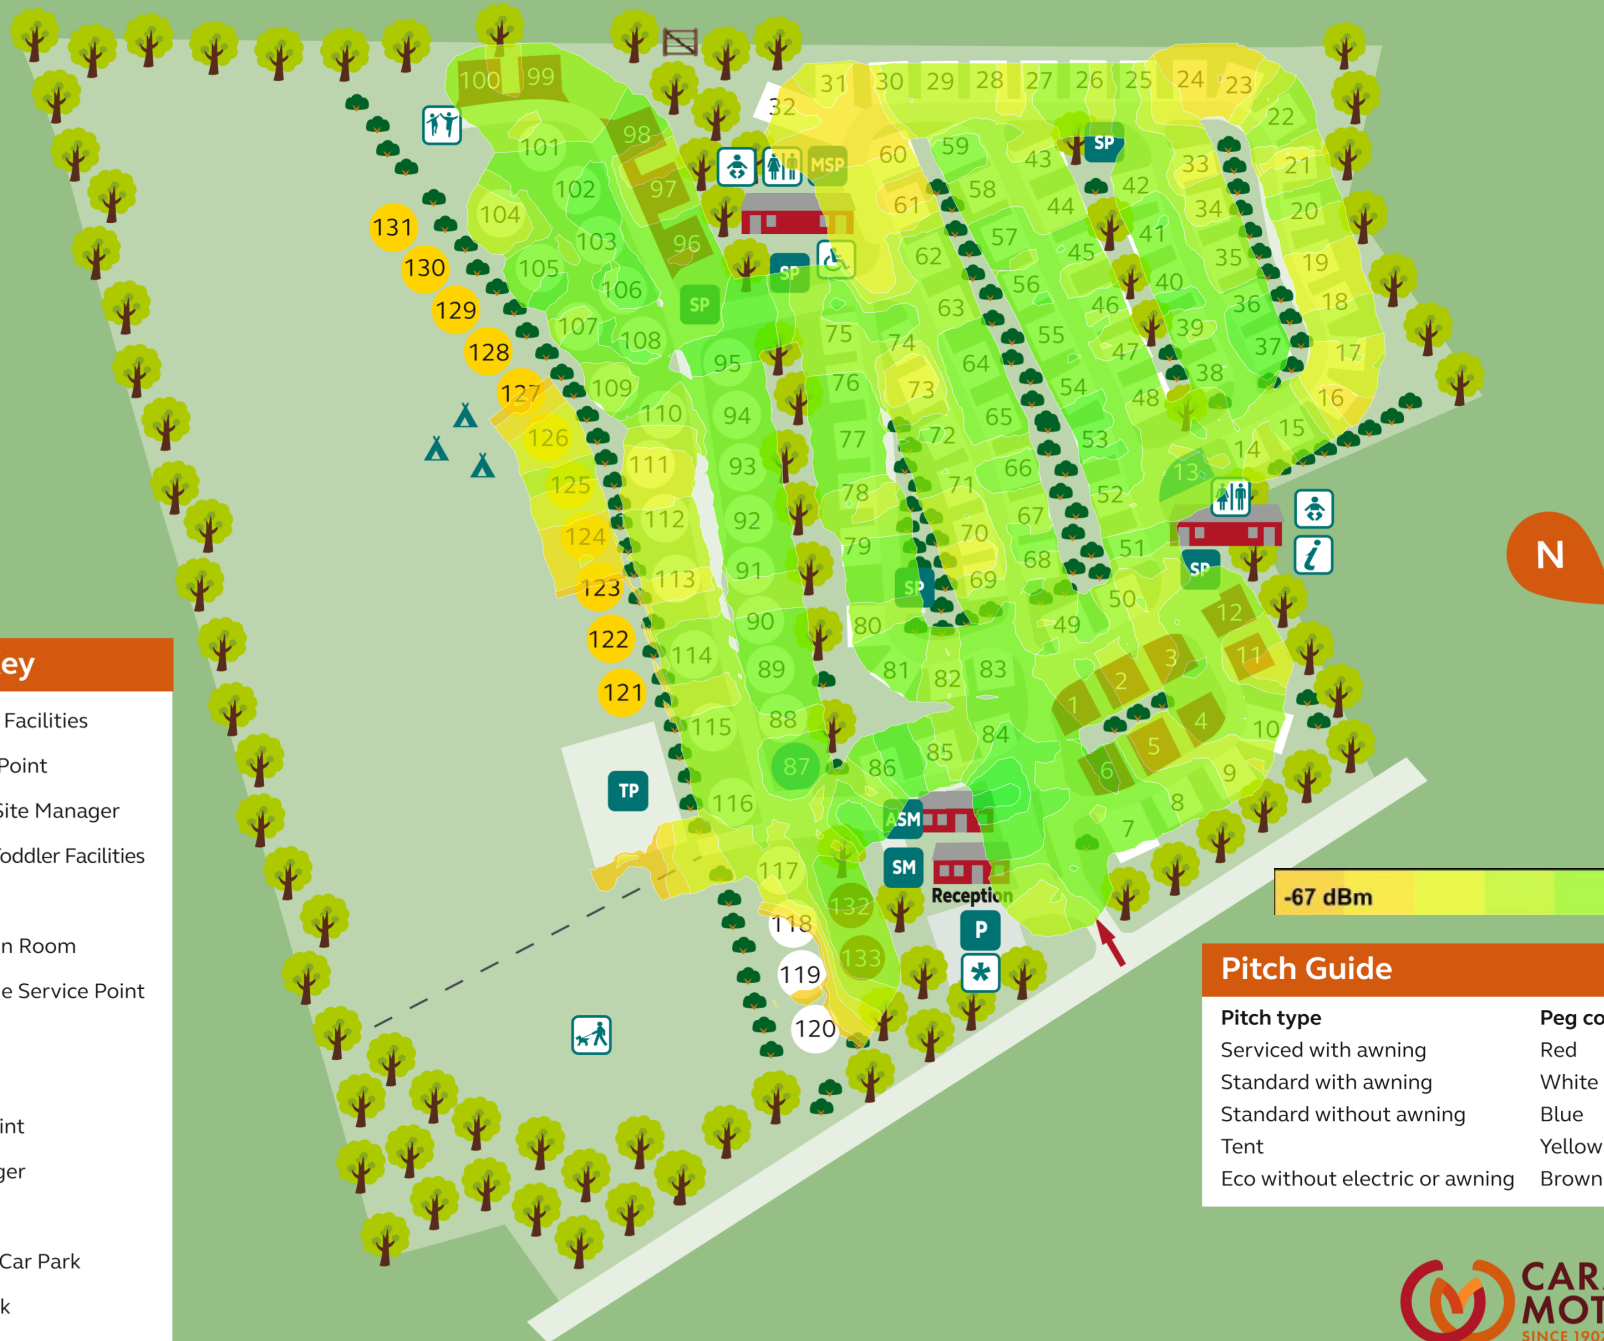 100 99
31 30 29 28 27 26 25 24 23
32
22
98
101
59
SP
60
43
33 21
MSP
102 97
58 42
104
61 44 34 20
131
96 103
57 41
130 105
62 45 35 19
SP
106
SP
56 40
129
63 46 36 18
107
75 39
128 108
74 55 47 37 17
95 64
38
127 109
76 73 54 48 16
110 94
65
126
77 72 53 15
111 93
66 14
13
125
78 71 52
112 92
67
124
79 70 51
N
SP
113 91
68
123
SP
69
50
12
90 80 49
122
114 89
81 82 83
3 11
ey
2
121
1
Facilities
115 88
84
4 10
85
5
Point
87 86
6 9
TP
116
8
Site Manager
ASM
7
Toddler Facilities
117
SM
Reception
-67 dBm
132
118
P
n Room
133
Pitch Guide
119
*
e Service Point
120
Pitch type Peg co
Serviced with awning Red
Standard with awning White
Standard without awning Blue
int
Tent Yellow
ger
Eco without electric or awning Brown
Car Park
k
CAR
MOT
SINCE 190